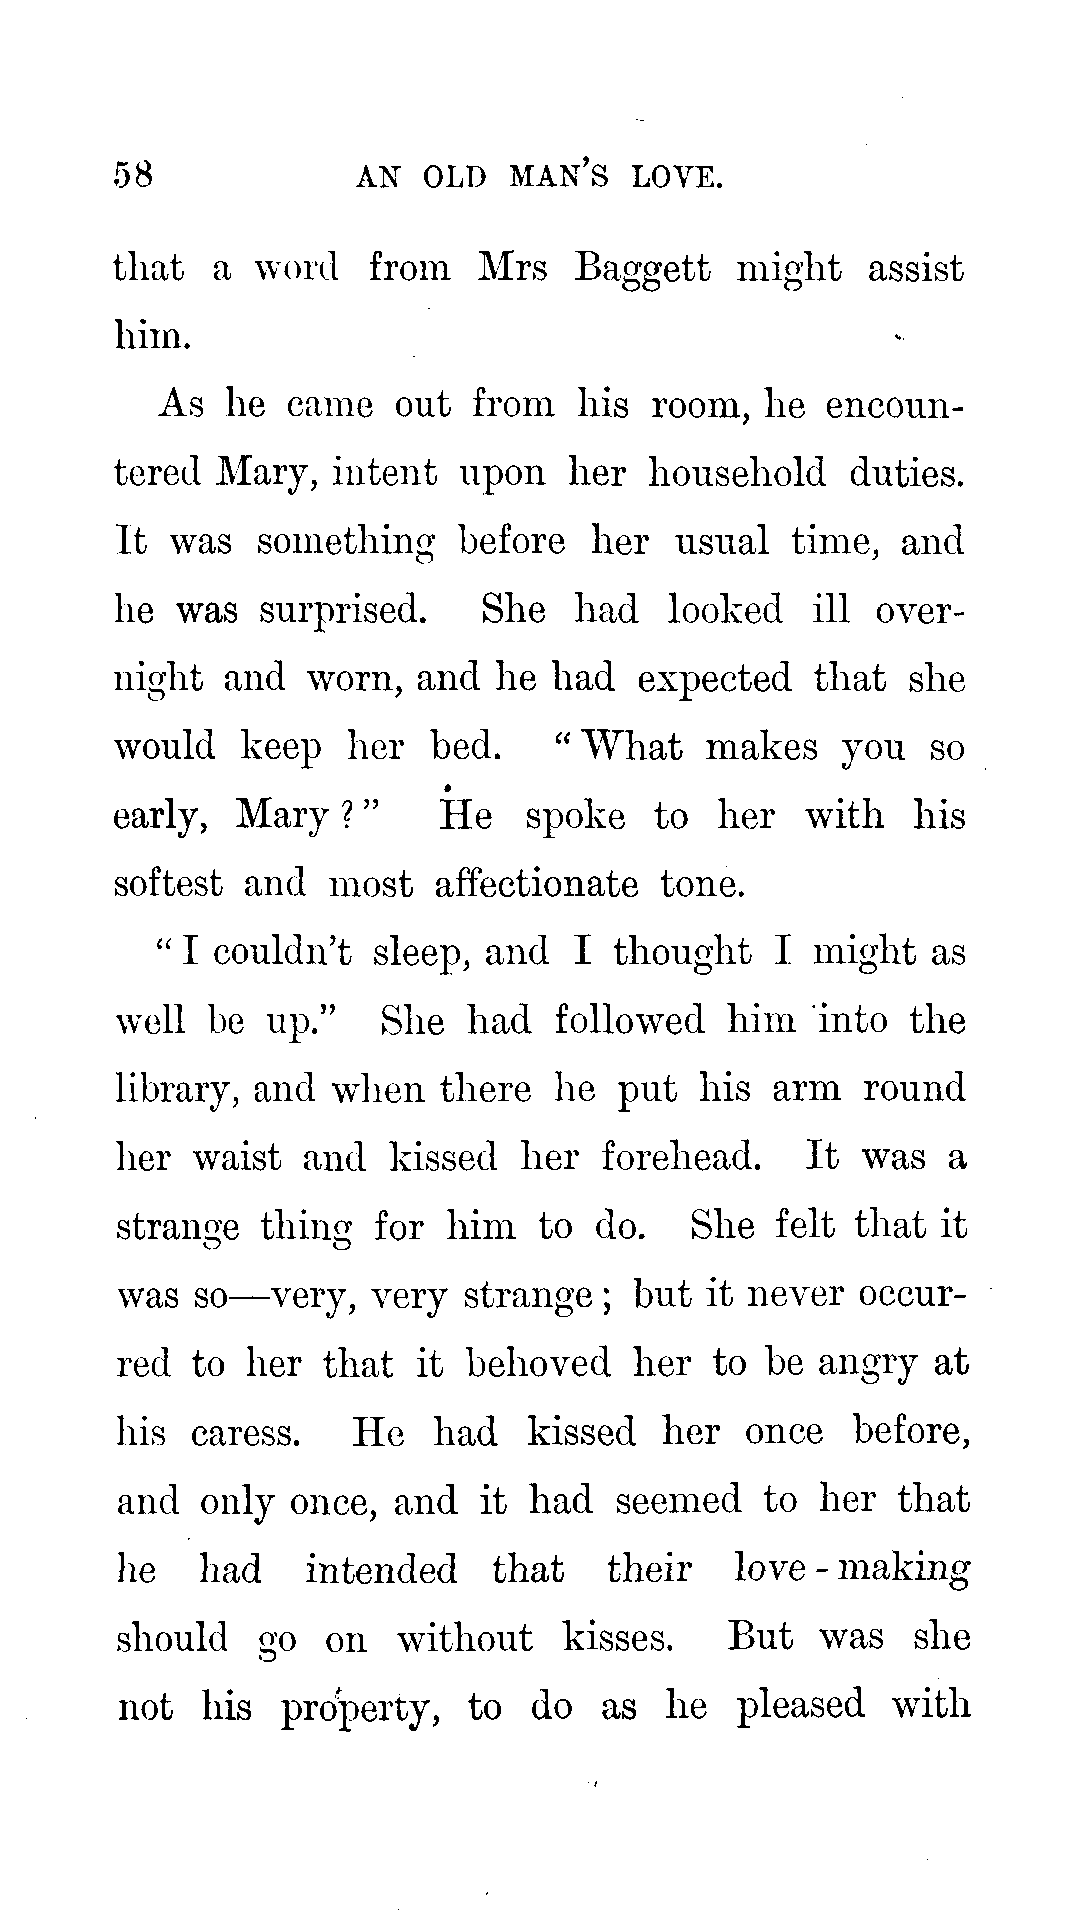 58 AN OLD MAN'S LOVE.
that a word from Mrs Baggett might assist
him.
As he came out from his room, he encoun-
tered Mary, intent upon her household duties.
It was something before her usual time, and
he was surprised. She had looked ill over-
night and worn, and he had expected that she
would keep her bed. “What makes you so
early, Mary?” He spoke to her with his
softest and most affectionate tone.
“I couldn't sleep, and I thought I might as
well be up.” She had followed him into the
library, and when there he put his arm round
her waist and kissed her forehead. It was a
strange thing for him to do. She felt that it
was so—very, very strange; but it never occur-
red to her that it behoved her to be angry at
his caress. He had kissed her once before,
and only once, and it had seemed to her that
he had intended that their love-making
should go on without kisses. But was she
not his property, to do as he pleased with